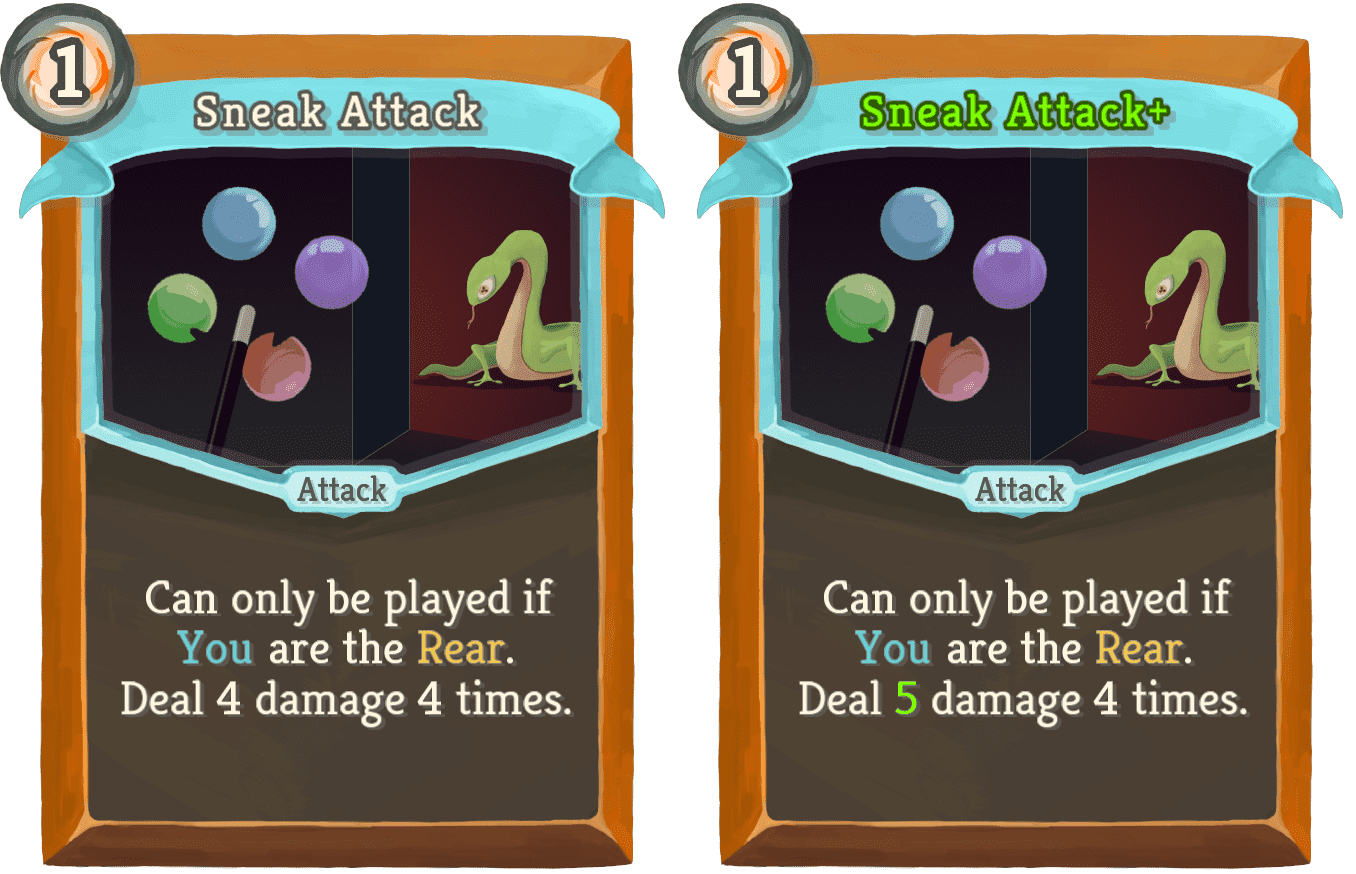 1
Sneak Attack
Attack
Can only be played if
You are the Rear.
Deal 4 damage 4 times.
1
Sneak Attack+
Attack
Can only be played if
You are the Rear.
Deal 5 damage 4 times.